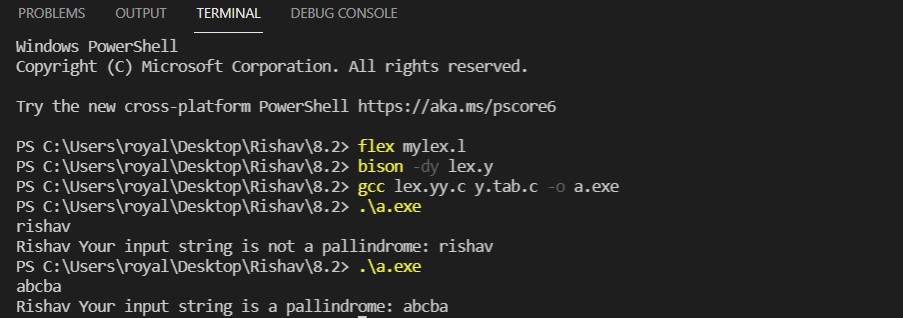 PROBLEMS OUTPUT TERMINAL DEBUG CONSOLE
Windows PowerShell
Copyright (C) Microsoft Corporation. All rights reserved.
Try the new cross-platform PowerShell https://aka.ms/pscore6
PS C:\Users\royal\Desktop\Rishav\8.2> flex mylex.l
PS C:\Users\royal\Desktop\Rishav\8.2> bison -dy lex.y
PS C:\Users\royal\Desktop\Rishav\8.2> gcc lex.yy.c y.tab.c -o a.exe
PS C:\Users\royal\Desktop\Rishav\8.2> .\a.exe
rishav
Rishav Your input string is not a pallindrome: rishav
PS C:\Users\royal\Desktop\Rishav\8.2> .\a.exe
abcba
Rishav Your input string is a pallindrome: abcba